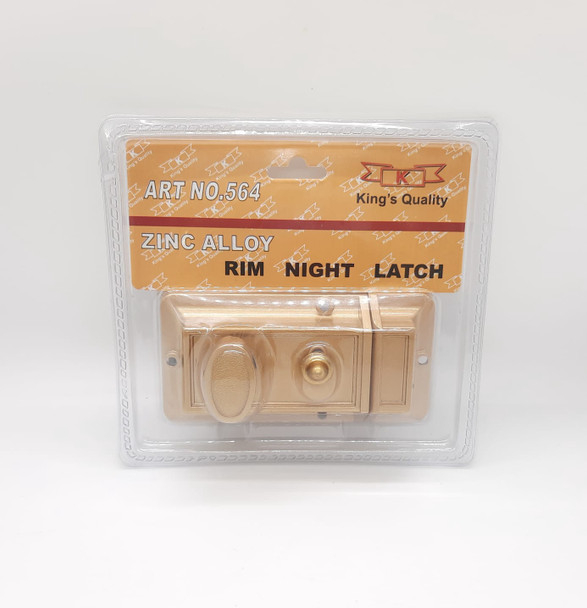 ART NO.564
K
King's Quality
ZINC ALLOY
RIM NIGHT LATCH